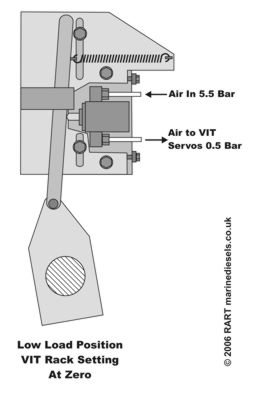 Air In 5.5 Bar
Air to VIT
Servos 0.5 Bar
Low Load Position
VIT Rack Setting
At Zero
© 2006 RART marinediesels.co.uk